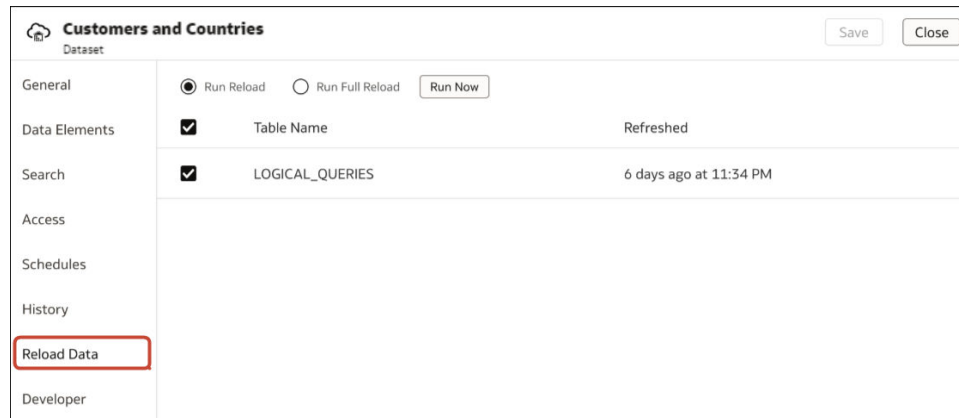 Customers and Countries
Dataset
Save
Close
General
Data Elements
Search
Access
Schedules
History
Reload Data
Developer
Run Reload
Run Full Reload
Run Now
Table Name
Refreshed
LOGICAL_QUERIES
6 days ago at 11:34 PM